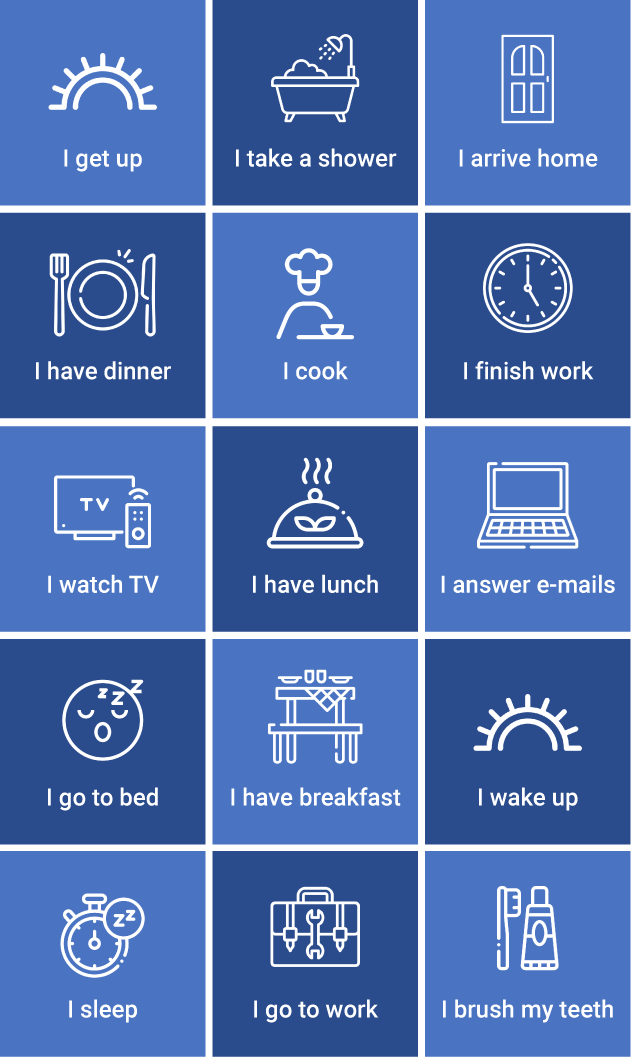 I get up
I take a shower
I arrive home
I have dinner
I cook
I finish work
TV
I watch TV
I have lunch
I answer e-mails
z z z
I go to bed
I have breakfast
I wake up
zz
I sleep
I go to work
I brush my teeth